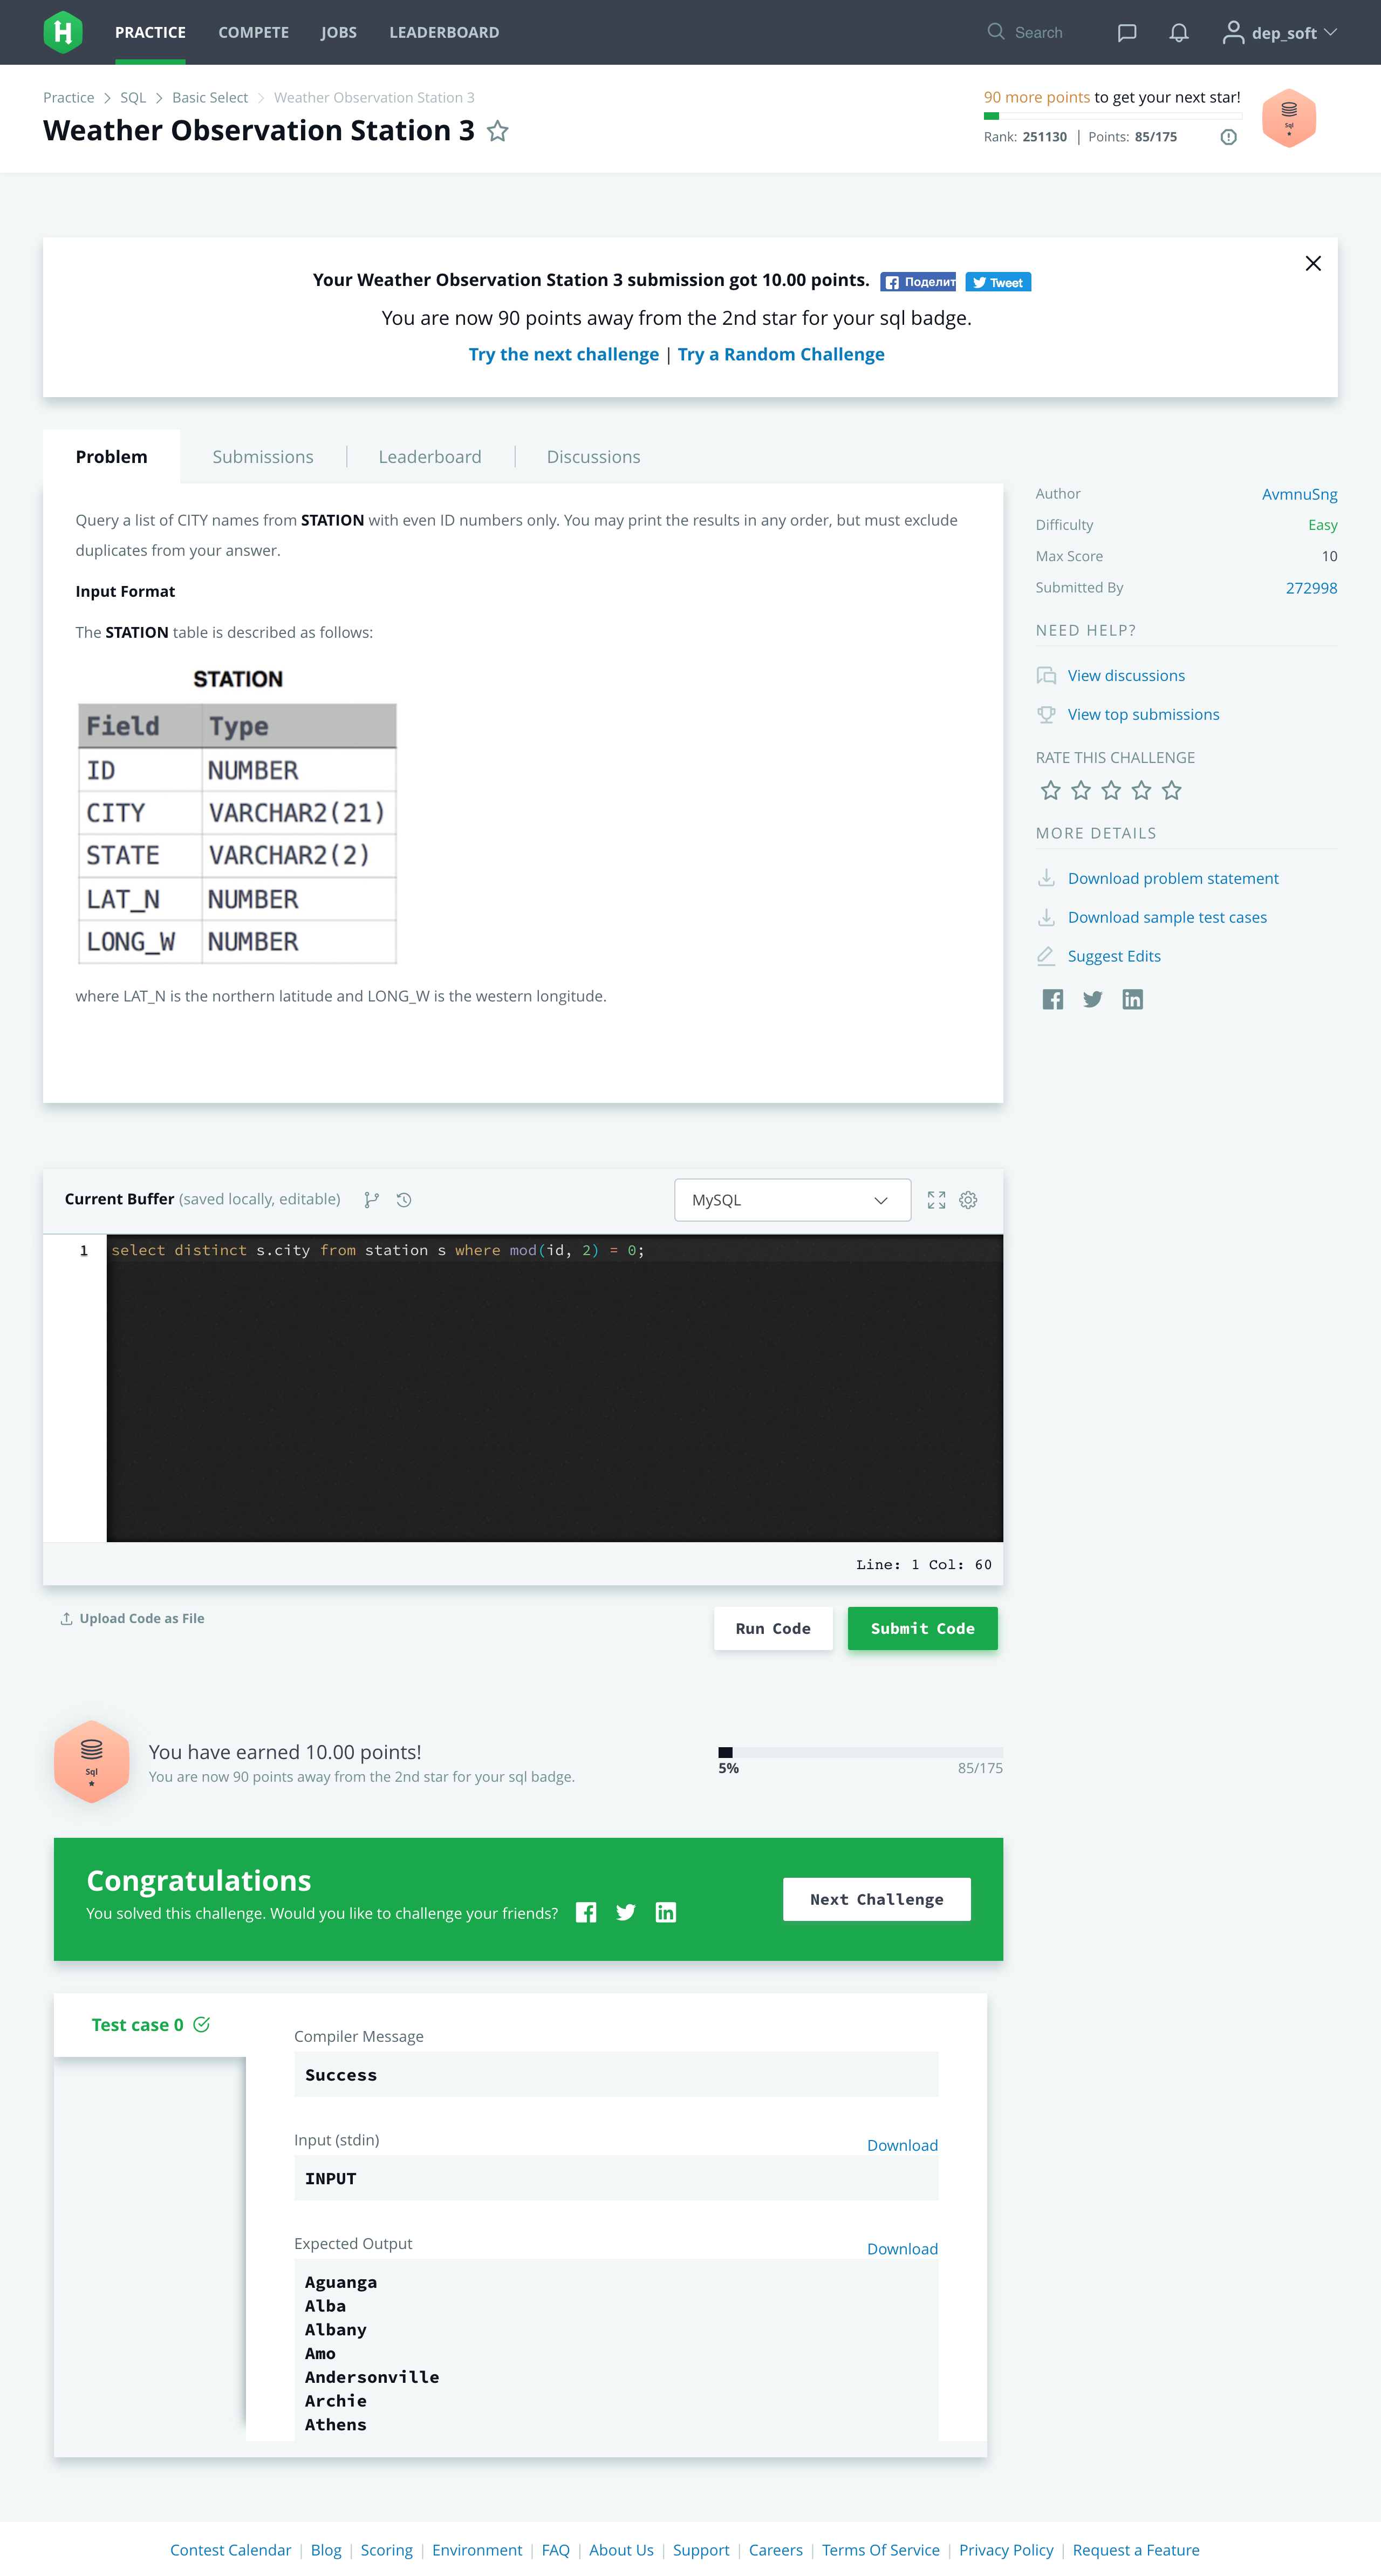 PRACTICE COMPETE JOBS LEADERBOARD Search dep_soft
Practice > SQL > Basic Select > Weather Observation Station 3
Weather Observation Station 3
90 more points to get your next star!
Rank: 251130 | Points: 85/175
Sql
Your Weather Observation Station 3 submission got 10.00 points. Поделит Tweet
You are now 90 points away from the 2nd star for your sql badge.
Try the next challenge | Try a Random Challenge
Problem Submissions Leaderboard Discussions
Query a list of CITY names from STATION with even ID numbers only. You may print the results in any order, but must exclude
duplicates from your answer.
Input Format
The STATION table is described as follows:
STATION
Field Type
ID NUMBER
CITY VARCHAR2(21)
STATE VARCHAR2(2)
LAT_N NUMBER
LONG_W NUMBER
where LAT_N is the northern latitude and LONG_W is the western longitude.
Author AvmnuSng
Difficulty Easy
Max Score 10
Submitted By 272998
NEED HELP?
View discussions
View top submissions
RATE THIS CHALLENGE
MORE DETAILS
Download problem statement
Download sample test cases
Suggest Edits
Current Buffer (saved locally, editable) MySQL
1 select distinct s.city from station s where mod(id, 2) = 0;
Line: 1 Col: 60
Upload Code as File Run Code Submit Code
Sql
You have earned 10.00 points!
You are now 90 points away from the 2nd star for your sql badge.
5% 85/175
Congratulations
You solved this challenge. Would you like to challenge your friends?
Next Challenge
Test case 0
Compiler Message
Success
Input (stdin) Download
INPUT
Expected Output Download
Aguanga
Alba
Albany
Amo
Andersonville
Archie
Athens
Contest Calendar | Blog | Scoring | Environment | FAQ | About Us | Support | Careers | Terms Of Service | Privacy Policy | Request a Feature